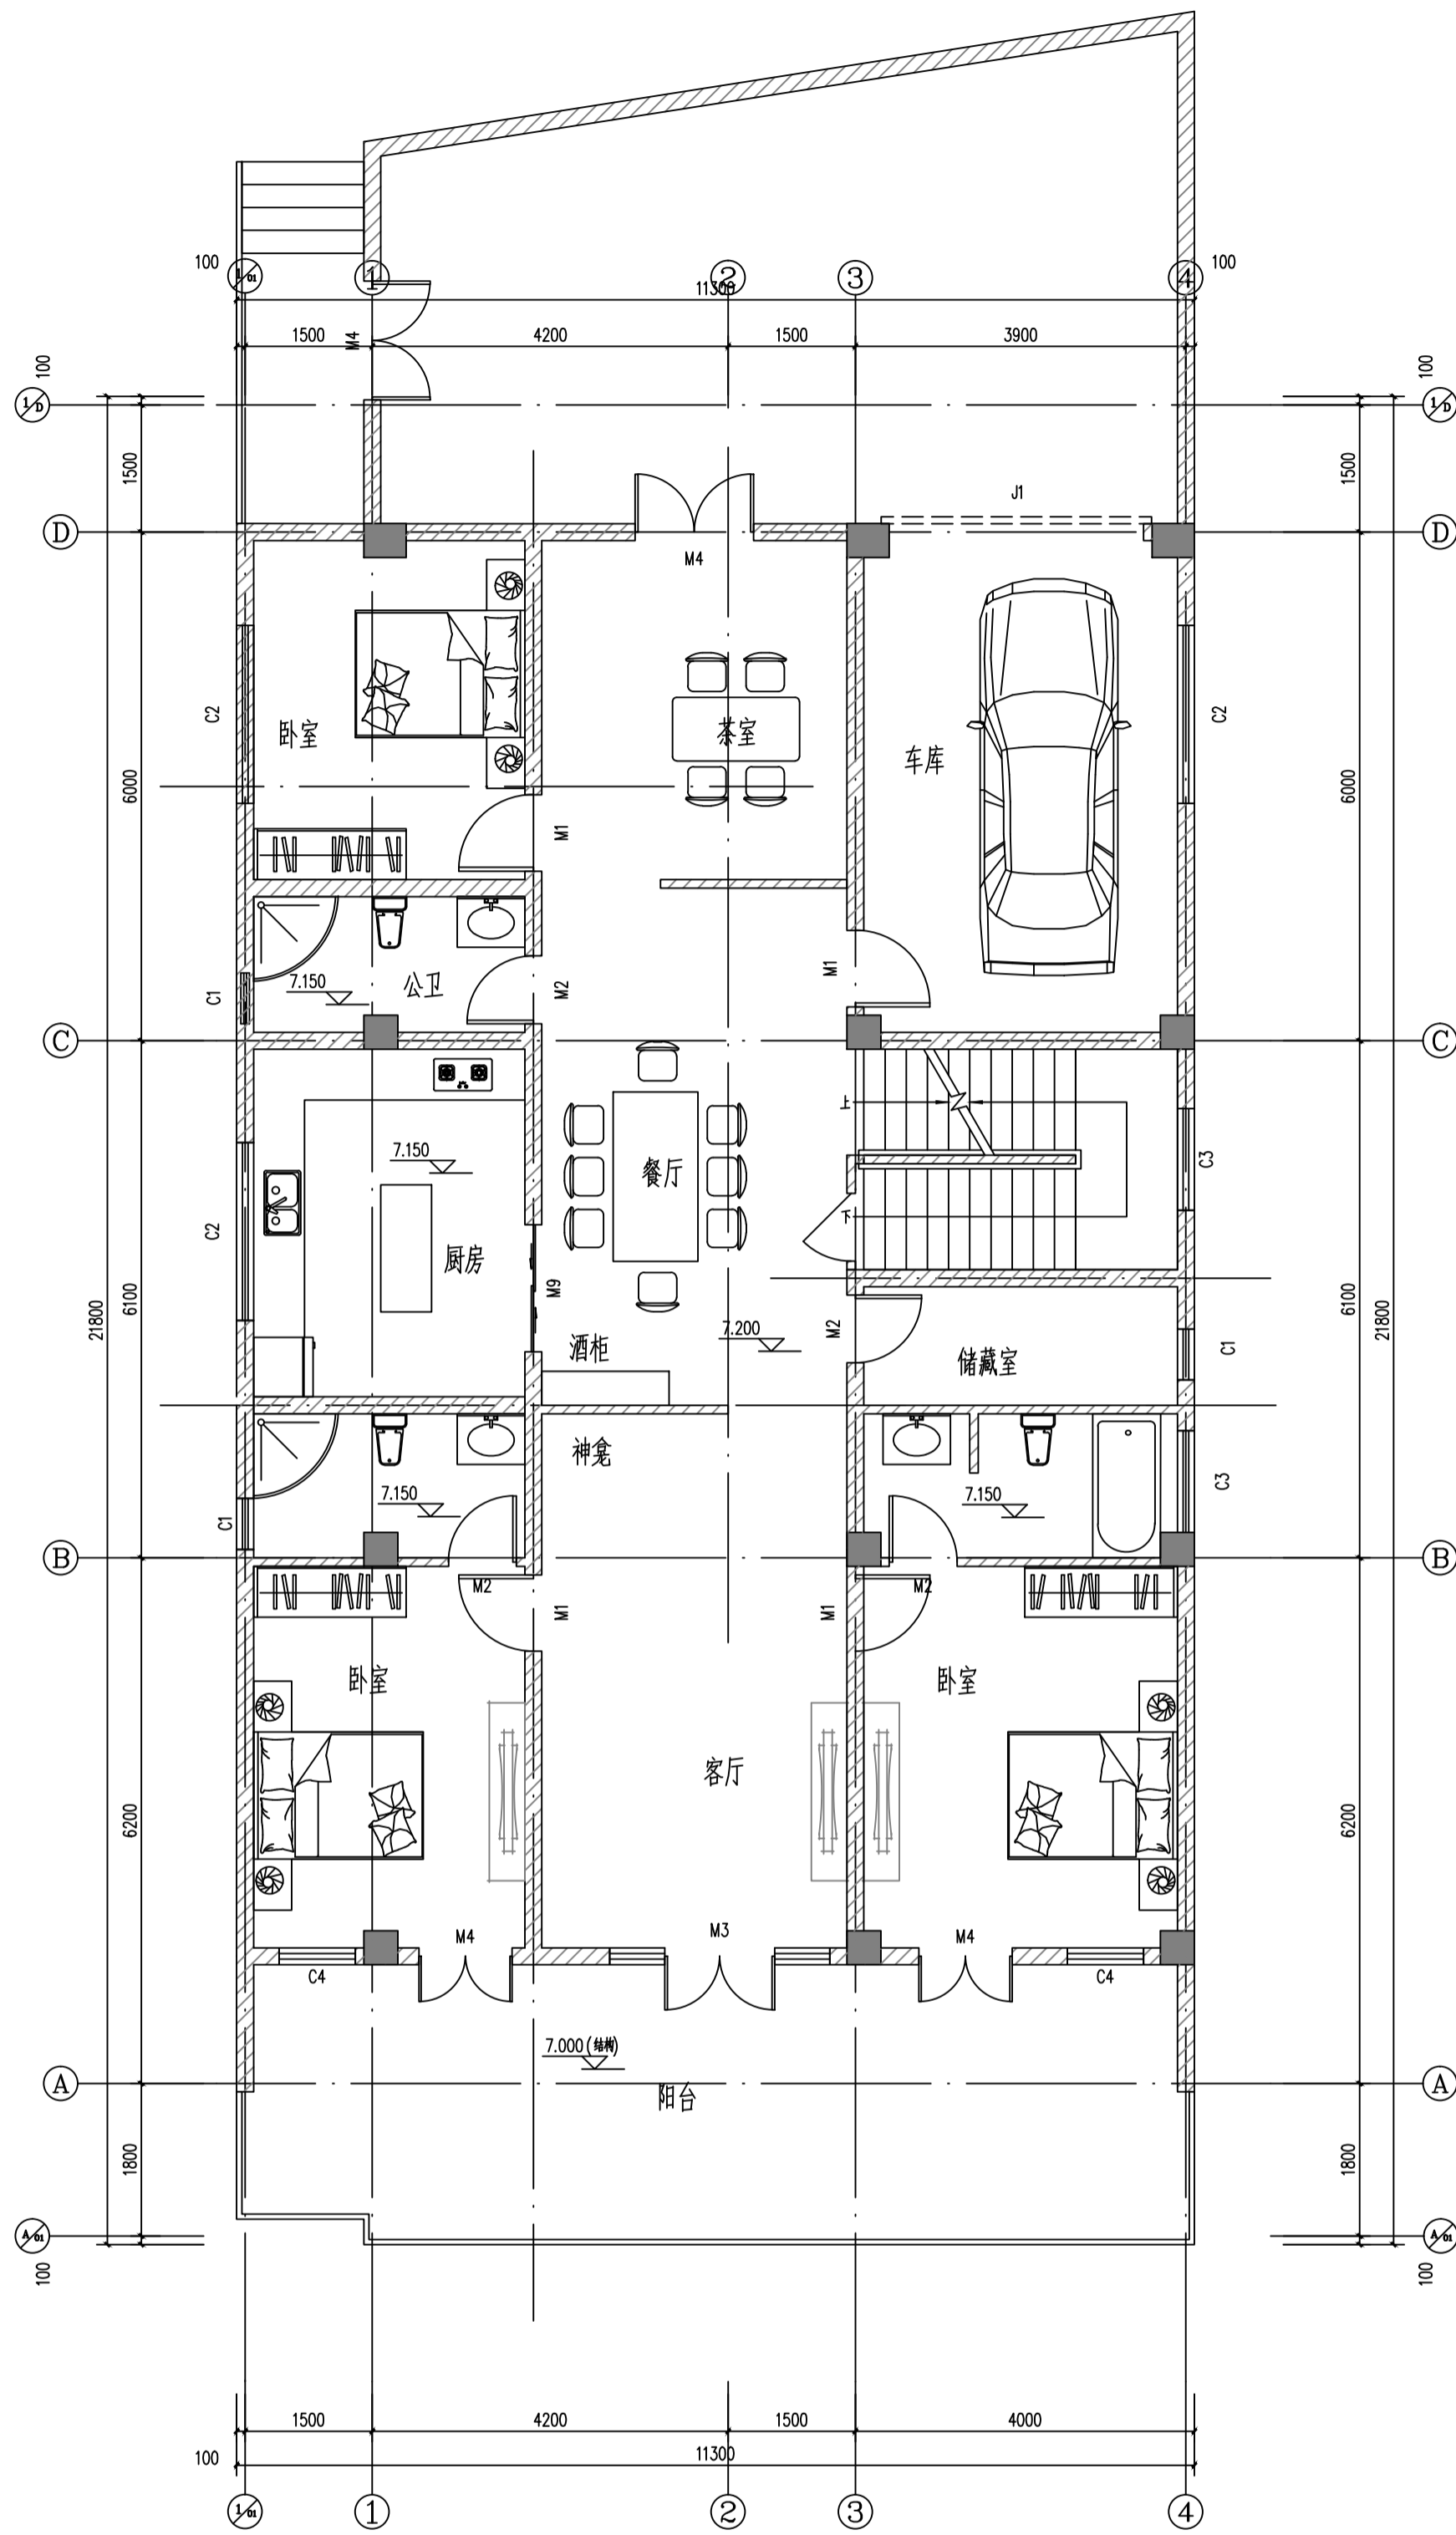 100
1/01
1
2
3
4
100
11300
1500
M4
4200
1500
3900
100
100
1/D
1/D
1500
1500
J1
D
D
M4
C2
卧室
茶室
车库
C2
6000
6000
M1
C1
7.150
公卫
M2
M1
C
C
上
7.150
餐厅
C3
C2
下
厨房
M9
21800
6100
7.200
M2
6100
21800
酒柜
储藏室
C1
神龛
7.150
7.150
C3
C1
B
B
M2
M1
M1
M2
卧室
卧室
客厅
6200
6200
M4
M3
M4
C4
C4
7.000(结构)
A
阳台
A
1800
1800
A/01
A/01
100
100
1500
4200
1500
4000
100
11300
1/01
1
2
3
4